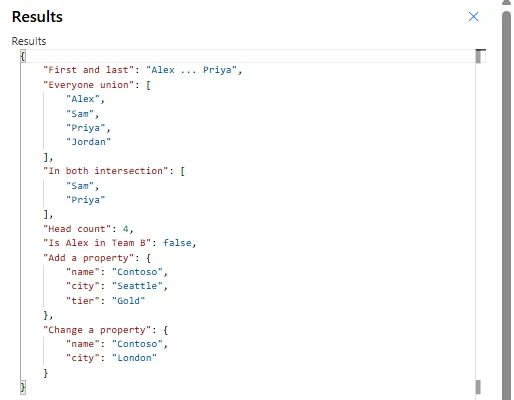 Results
Results
{
    "First and last": "Alex ... Priya",
    "Everyone union": [
        "Alex",
        "Sam",
        "Priya",
        "Jordan"
    ],
    "In both intersection": [
        "Sam",
        "Priya"
    ],
    "Head count": 4,
    "Is Alex in Team B": false,
    "Add a property": {
        "name": "Contoso",
        "city": "Seattle",
        "tier": "Gold"
    },
    "Change a property": {
        "name": "Contoso",
        "city": "London"
    }
}